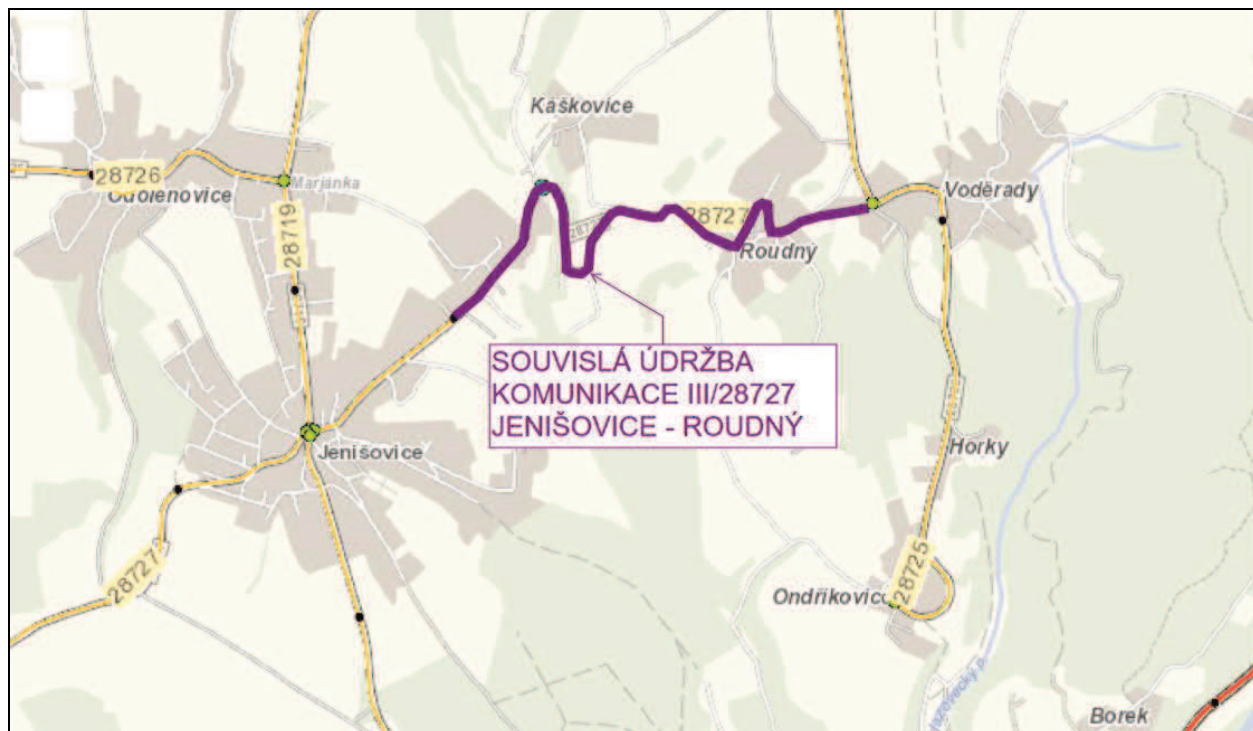 Kaškovice
28726
Odolenovice
Marjánka
28719
28727
Voděrady
Roudný
SOUVISLÁ ÚDRŽBA
KOMUNIKACE III/28727
JENIŠOVICE - ROUDNÝ
Jenišovice
Horky
28727
28725
Ondříkovice
Borek